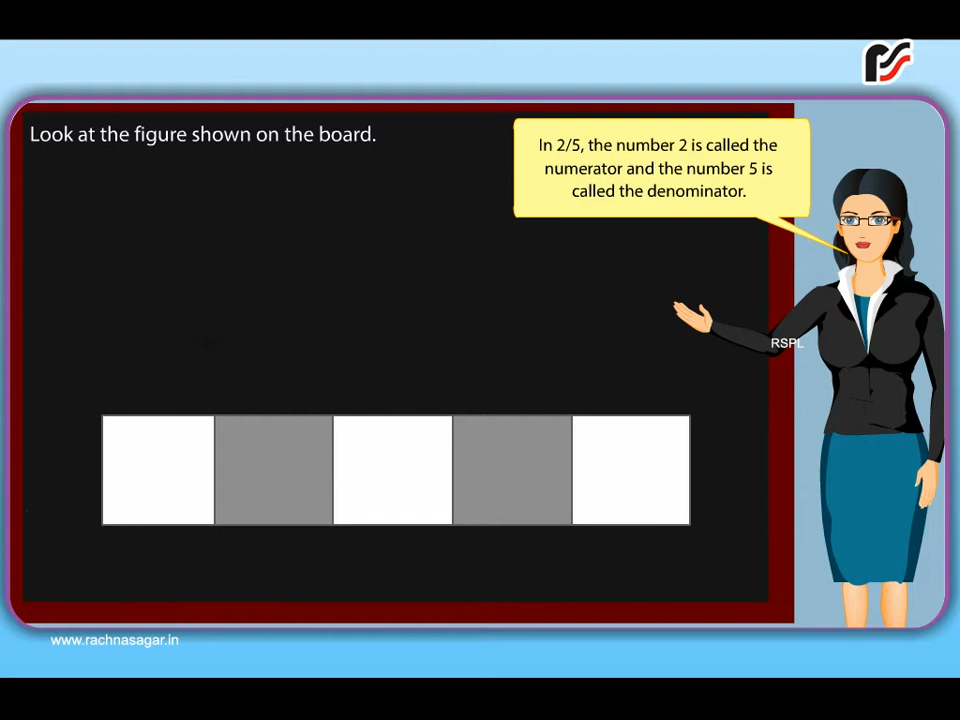 Look at the figure shown on the board.
In 2/5, the number 2 is called the
numerator and the number 5 is
called the denominator.
RSPL
www.rachnasagar.in